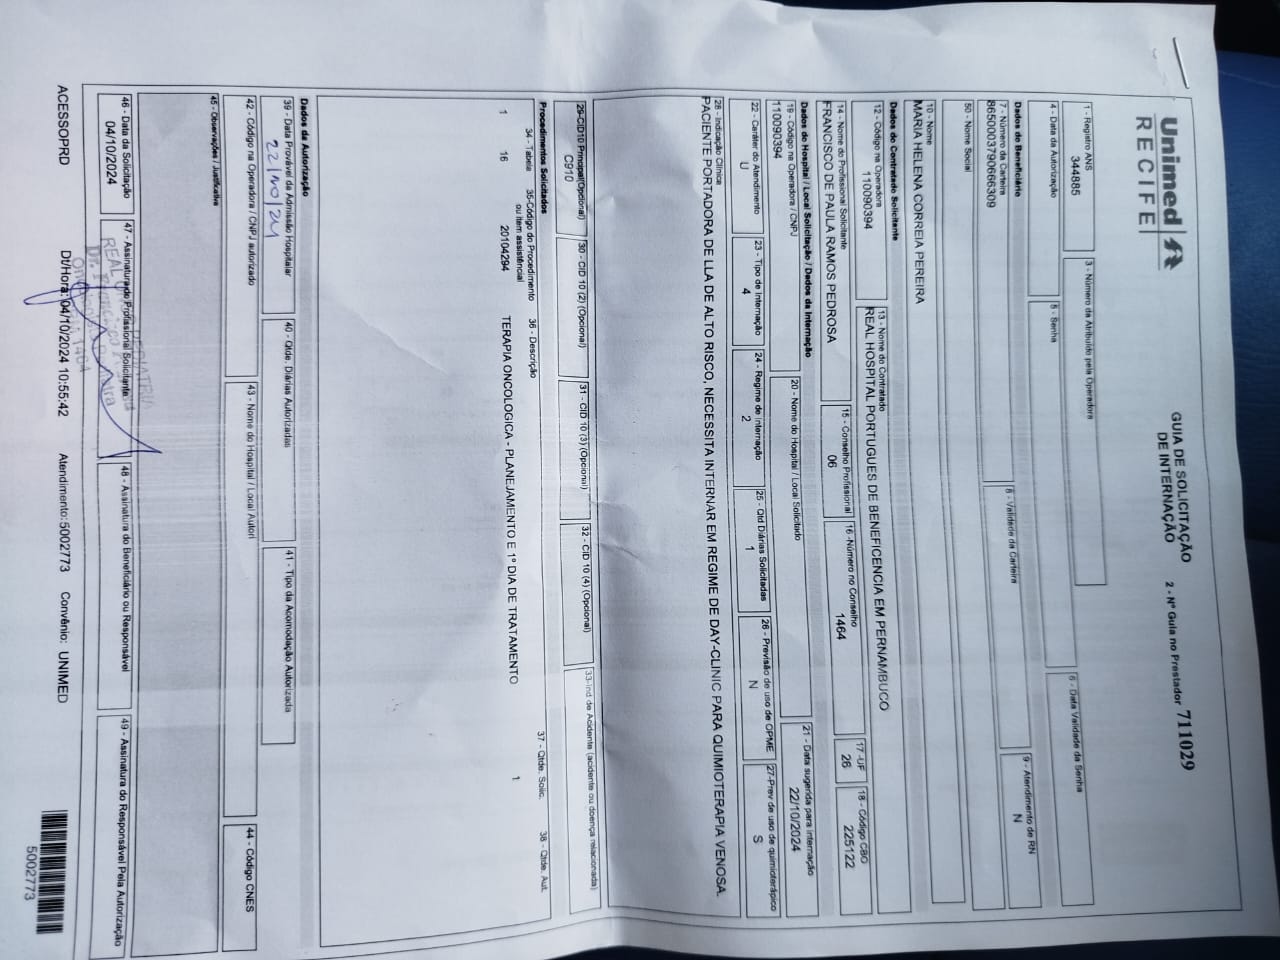 Unimed
RECIFE
GUIA DE SOLICITAÇÃO
DE INTERNAÇÃO
2 - Nº Guia no Prestador 711029
1 - Registro ANS
344885
3 - Número da Atribuído pela Operadora
4 - Data da Autorização
5 - Senha
6 - Data Validade da Senha
Dados do Beneficiário
7 - Número da Carteira
8 - Validade da Carteira
9 - Atendimento de RN
N
50 - Nome Social
10 - Nome
MARIA HELENA CORREIA PEREIRA
Dados do Contratado Solicitante
12 - Código na Operadora
110090394
13 - Nome do Contratado
REAL HOSPITAL PORTUGUES DE BENEFICENCIA EM PERNAMBUCO
14 - Nome do Profissional Solicitante
FRANCISCO DE PAULA RAMOS PEDROSA
15 - Conselho Profissional
06
16 -Número no Conselho
1464
17 -UF
26
18 - Código CBO
225122
Dados do Hospital / Local Solicitação / Dados da Internação
19 - Código na Operadora / CNPJ
110090394
20 - Nome do Hospital / Local Solicitado
21 - Data sugerida para internação
22/10/2024
22 - Caráter do Atendimento
U
23 - Tipo de Internação
4
24 - Regime de Internação
2
25 - Qtd Diárias Solicitadas
1
26 - Previsão de uso de OPME
N
27-Prev de uso de quimioterápico
S
28 - Indicação Clínica
PACIENTE PORTADORA DE LLA DE ALTO RISCO, NECESSITA INTERNAR EM REGIME DE DAY-CLINIC PARA QUIMIOTERAPIA VENOSA.
29-CID10 Principal(Opcional)
C910
30 - CID 10 (2) (Opcional)
31 - CID 10 (3) (Opcional)
32 - CID 10 (4) (Opcional)
33-Ind.de Acidente (acidente ou doença relacionada)
Procedimentos Solicitados
34 - Tabela
35-Código do Procedimento
ou Item assistêncial
36 - Descrição
37 - Qtde. Solic.
38 - Qtde. Aut.
1 16 20104294 TERAPIA ONCOLOGICA - PLANEJAMENTO E 1º DIA DE TRATAMENTO 1
Dados da Autorização
39 - Data Provável da Admissão Hospitalar
22/10/24
40 - Qtde. Diárias Autorizadas
41 - Tipo da Acomodação Autorizada
42 - Código na Operadora / CNPJ autorizado
43 - Nome do Hospital / Local Autori
44 - Código CNES
45 - Observações / Justificativa
46 - Data da Solicitação
04/10/2024
47 - Assinatura do Profissional Solicitante
48 - Assinatura do Beneficiário ou Responsável
49 - Assinatura do Responsável Pela Autorização
ACESSOPRD
Dt/Hora: 04/10/2024 10:55:42
Atendimento: 5002773
Convênio: UNIMED
5002773